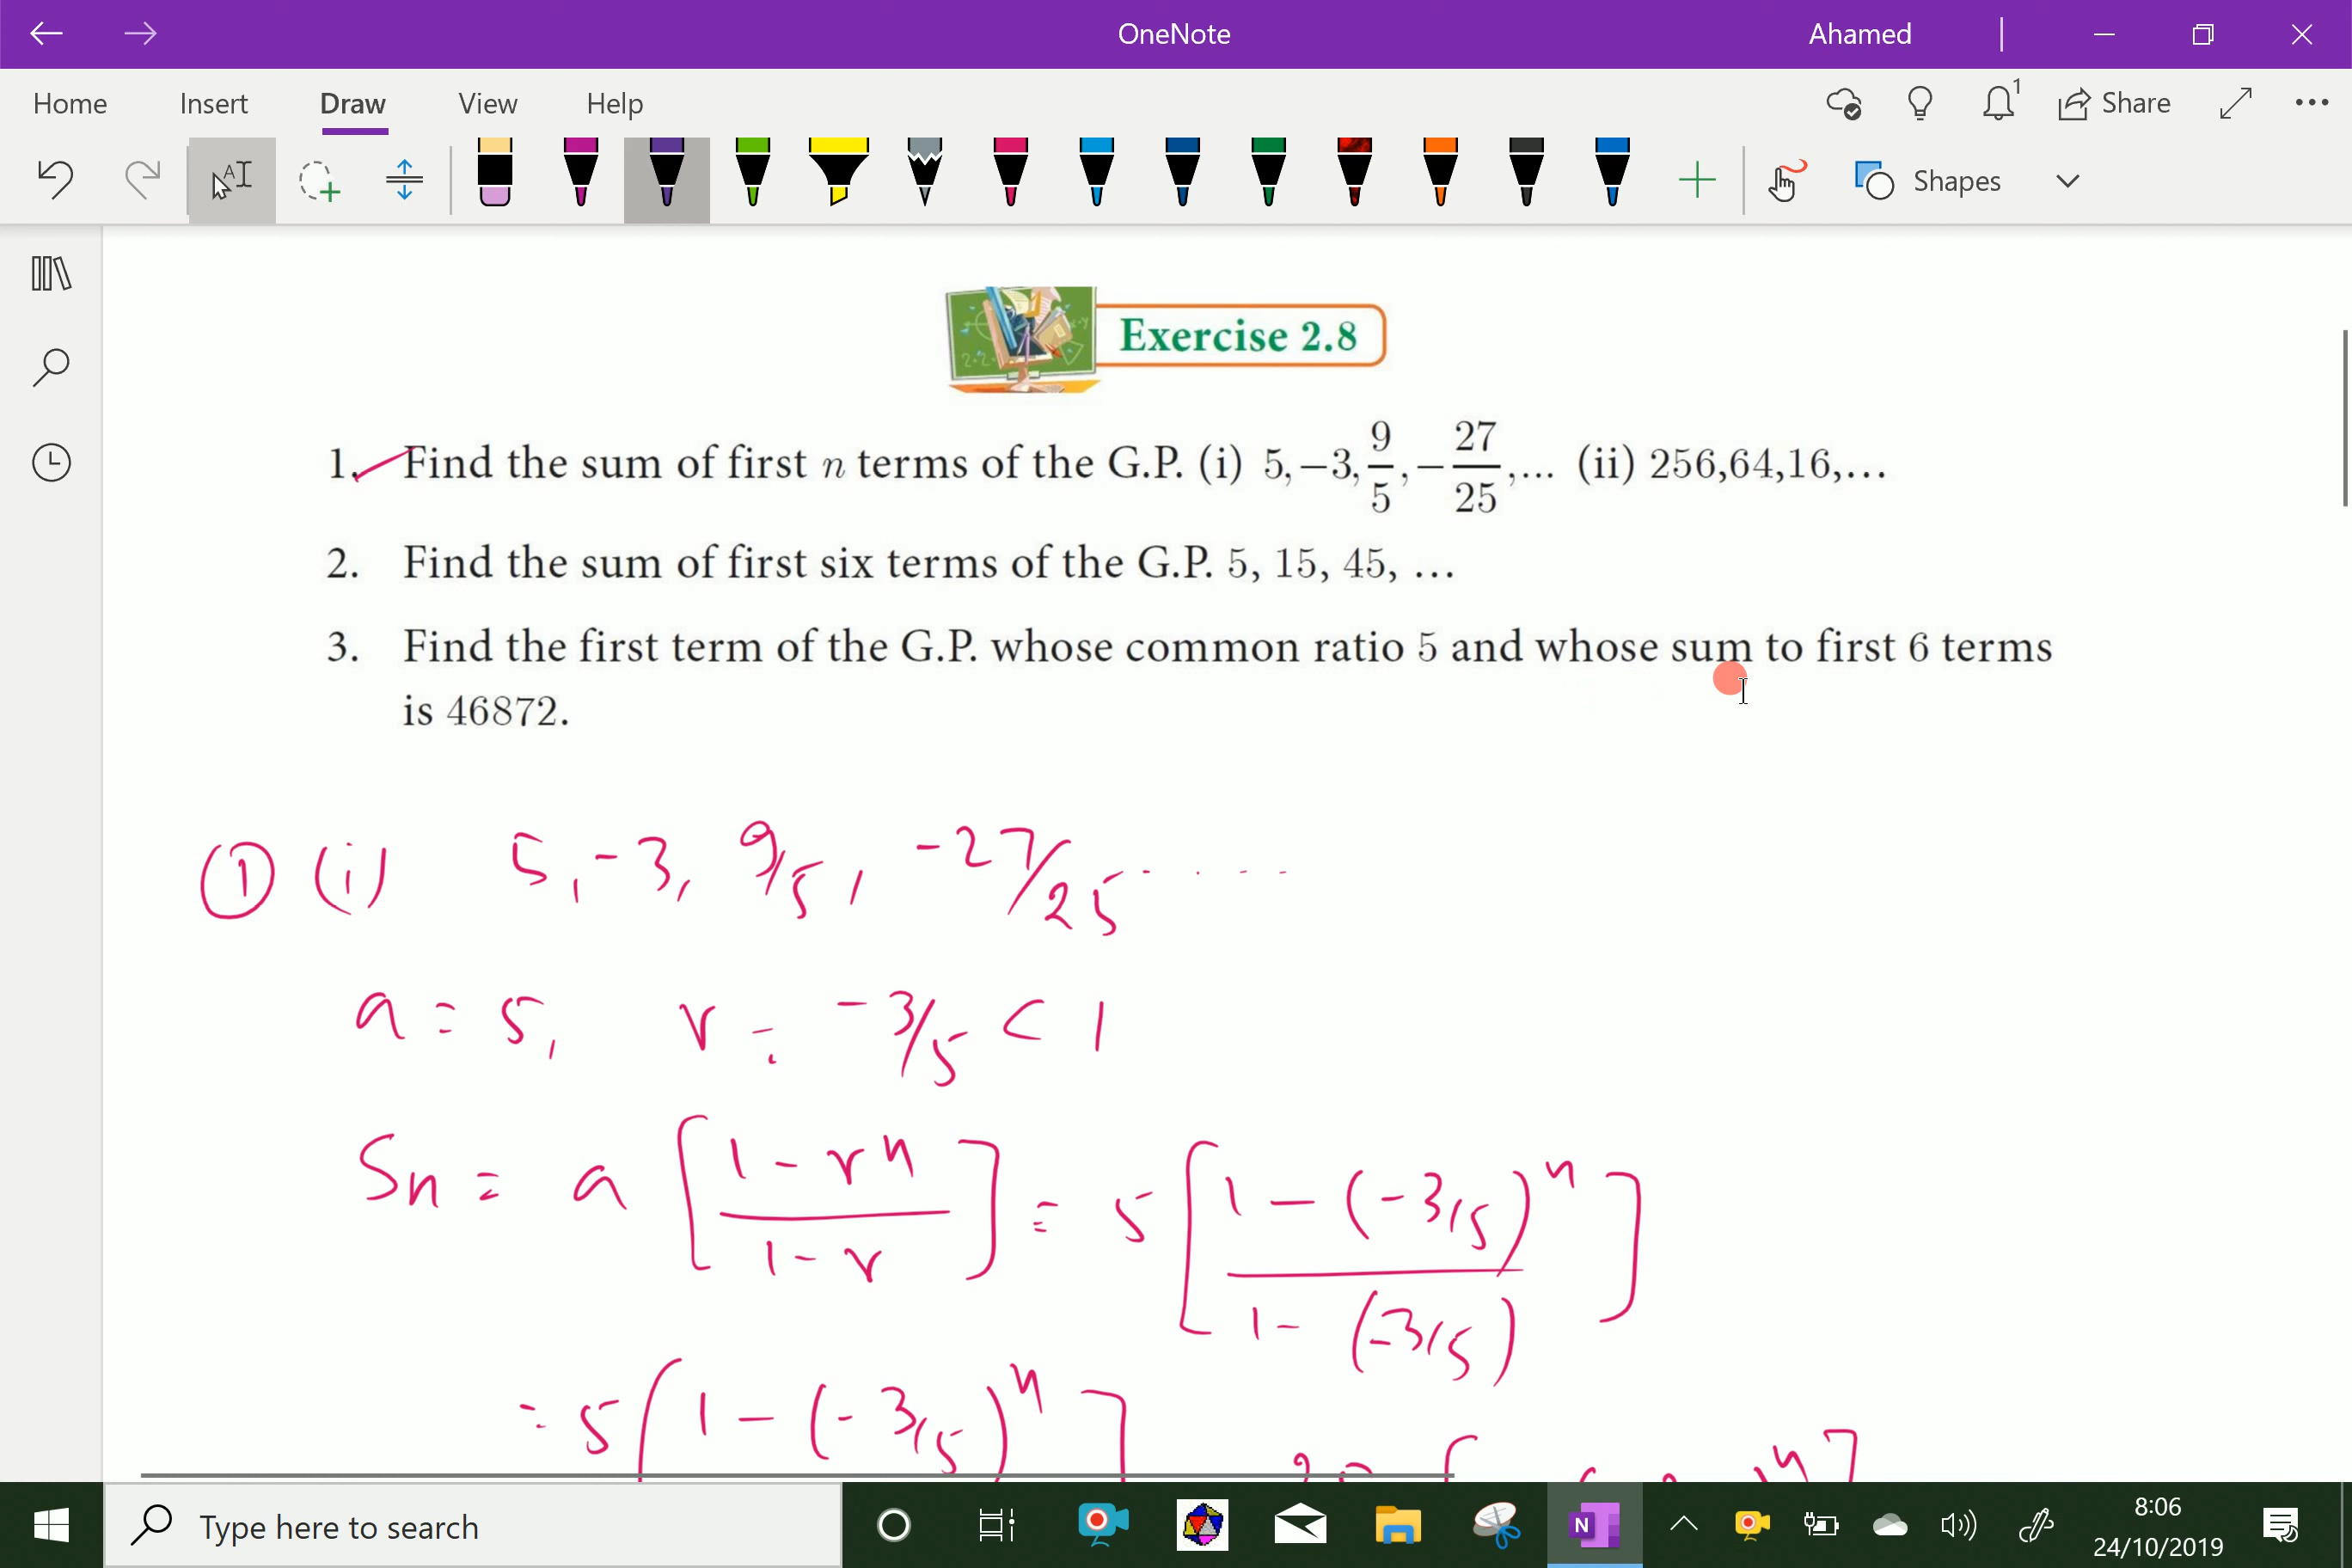 OneNote
Ahamed
Home Insert Draw View Help
1
Share
Shapes
Exercise 2.8
1. Find the sum of first n terms of the G.P. (i) 5, −3, 9/5, −27/25, ... (ii) 256,64,16,...
2. Find the sum of first six terms of the G.P. 5, 15, 45, ...
3. Find the first term of the G.P. whose common ratio 5 and whose sum to first 6 terms
is 46872.
① (i) 5, -3, 9/5, -27/25 .....
a = 5, r = -3/5 < 1
Sn = a [ (1 - r^n) / (1 - r) ] = 5 [ (1 - (-3/5)^n) / (1 - (-3/5)) ]
= 5 [ 1 - (-3/5)^n ]
Type here to search
N
8:06
24/10/2019